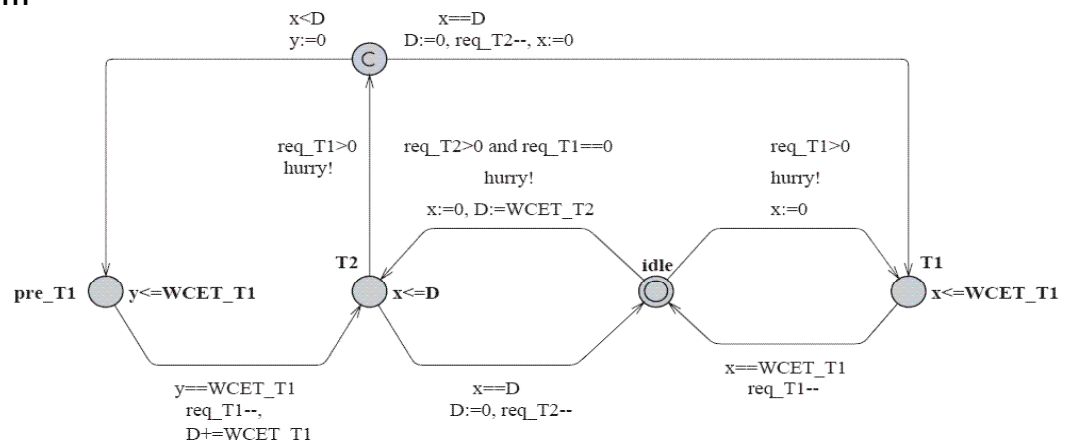 x<D
y:=0
x==D
D:=0, req_T2--, x:=0
C
req_T1>0
hurry!
req_T2>0 and req_T1==0
hurry!
x:=0, D:=WCET_T2
req_T1>0
hurry!
x:=0
pre_T1
y<=WCET_T1
T2
x<=D
idle
T1
x<=WCET_T1
y==WCET_T1
req_T1--,
D+=WCET_T1
x==D
D:=0, req_T2--
x==WCET_T1
req_T1--